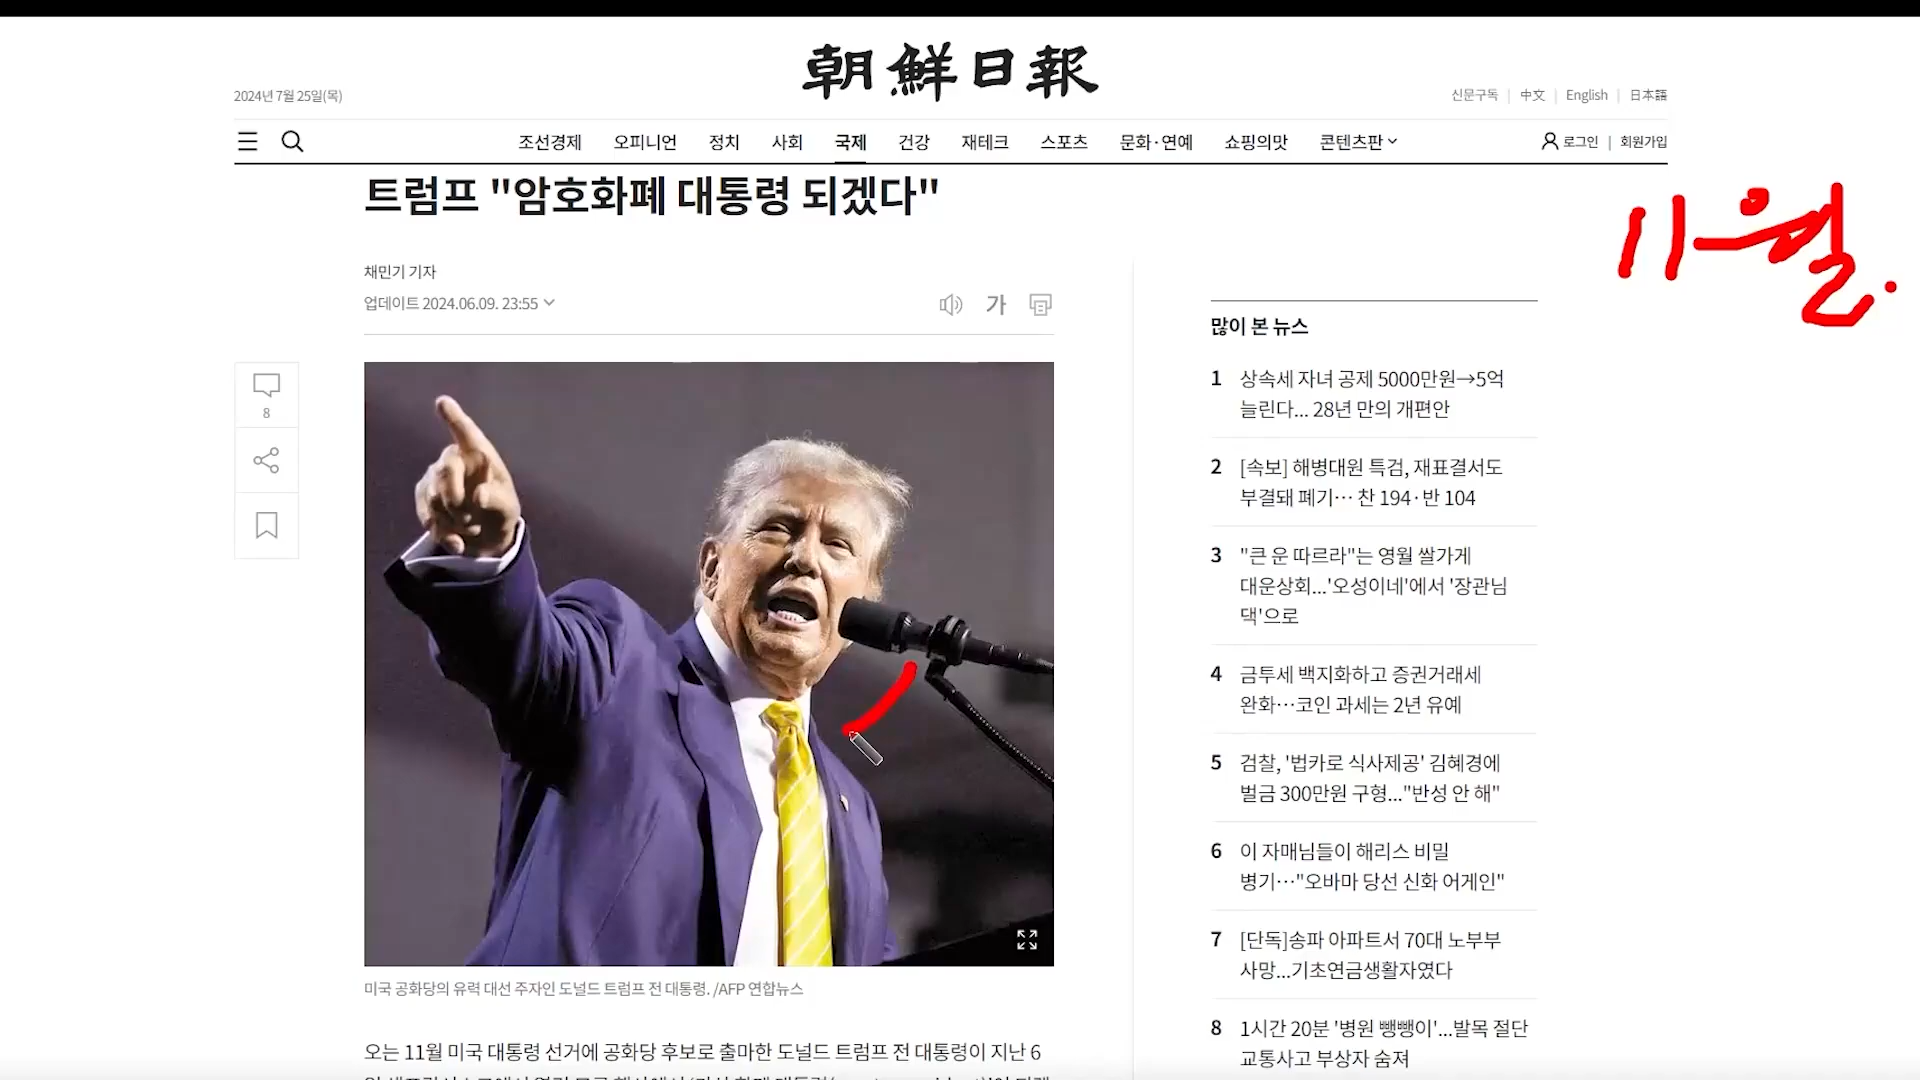 朝鮮日報
2024년 7월 25일(목)
신문구독 | 中文 | English | 日本語
조선경제 오피니언 정치 사회 국제 건강 재테크 스포츠 문화·연예 쇼핑의맛 콘텐츠판
로그인 | 회원가입
트럼프 "암호화폐 대통령 되겠다"
11월.
채민기 기자
업데이트 2024.06.09. 23:55
가
8
미국 공화당의 유력 대선 주자인 도널드 트럼프 전 대통령. /AFP 연합뉴스
오는 11월 미국 대통령 선거에 공화당 후보로 출마한 도널드 트럼프 전 대통령이 지난 6
많이 본 뉴스
1 상속세 자녀 공제 5000만원→5억
늘린다... 28년 만의 개편안
2 [속보] 해병대원 특검, 재표결서도
부결돼 폐기… 찬 194·반 104
3 "큰 운 따르라"는 영월 쌀가게
대운상회...'오성이네'에서 '장관님
댁'으로
4 금투세 백지화하고 증권거래세
완화…코인 과세는 2년 유예
5 검찰, '법카로 식사제공' 김혜경에
벌금 300만원 구형..."반성 안 해"
6 이 자매님들이 해리스 비밀
병기…"오바마 당선 신화 어게인"
7 [단독]송파 아파트서 70대 노부부
사망...기초연금생활자였다
8 1시간 20분 '병원 뺑뺑이'...발목 절단
교통사고 부상자 숨져